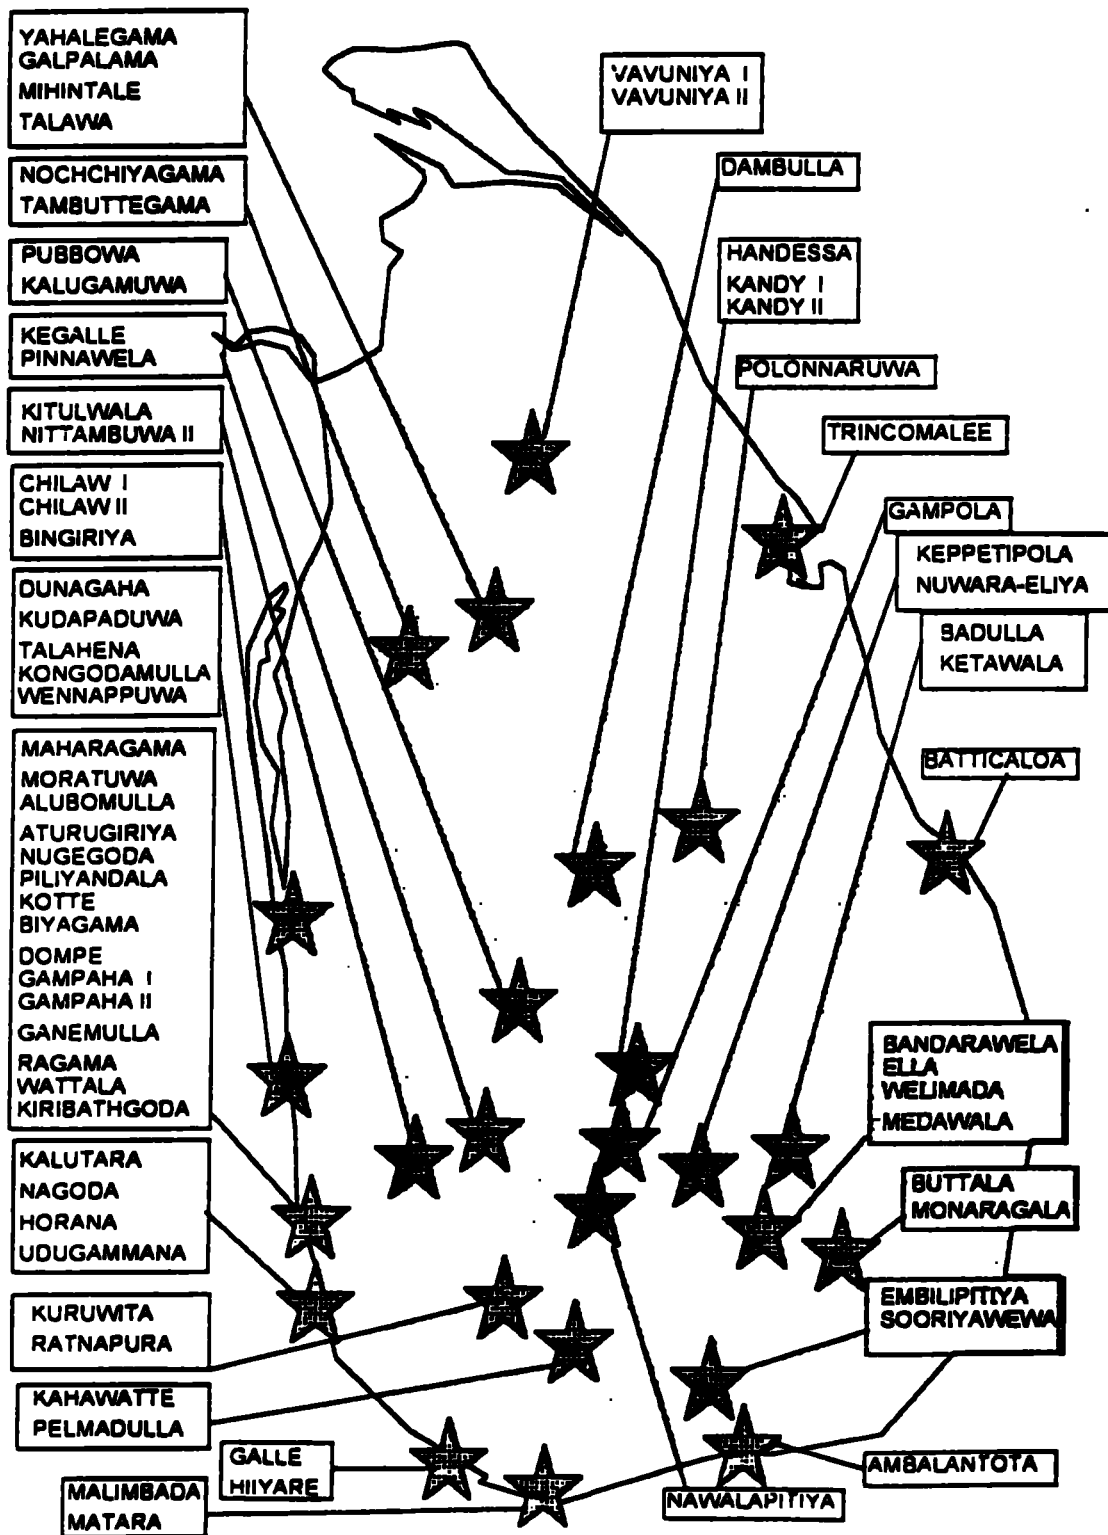 YAHALEGAMA
GALPALAMA
MIHINTALE
TALAWA
NOCHCHIYAGAMA
TAMBUTTEGAMA
PUBBOWA
KALUGAMUWA
KEGALLE
PINNAWELA
KITULWALA
NITTAMBUWA II
CHILAW I
CHILAW II
BINGIRIYA
DUNAGAHA
KUDAPADUWA
TALAHENA
KONGODAMULLA
WENNAPPUWA
MAHARAGAMA
MORATUWA
ALUBOMULLA
ATURUGIRIYA
NUGEGODA
PILIYANDALA
KOTTE
BIYAGAMA
DOMPE
GAMPAHA I
GAMPAHA II
GANEMULLA
RAGAMA
WATTALA
KIRIBATHGODA
KALUTARA
NAGODA
HORANA
UDUGAMMANA
KURUWITA
RATNAPURA
KAHAWATTE
PELMADULLA
GALLE
HIIYARE
MALIMBADA
MATARA
VAVUNIYA I
VAVUNIYA II
DAMBULLA
HANDESSA
KANDY I
KANDY II
POLONNARUWA
TRINCOMALEE
GAMPOLA
KEPPETIPOLA
NUWARA-ELIYA
BADULLA
KETAWALA
BATTICALOA
BANDARAWELA
ELLA
WELIMADA
MEDAWALA
BUTTALA
MONARAGALA
EMBILIPITIYA
SOORIYAWEWA
AMBALANTOTA
NAWALAPITIYA